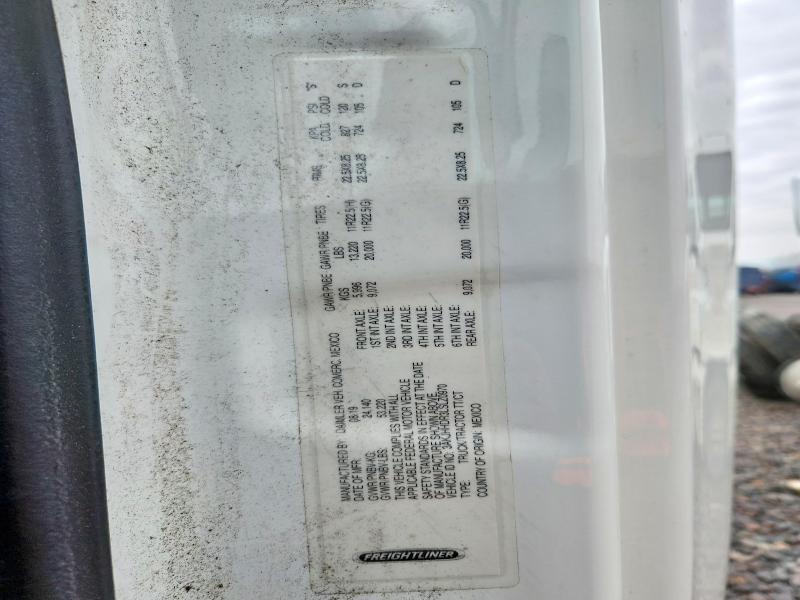 FREIGHTLINER
MANUFACTURED BY: DAIMLER VEH. COMERC. MEXICO
DATE OF MFR: 08/19
GVWR/PNBV-KG: 24,140
GVWR/PNBV-LBS: 53,220
THIS VEHICLE COMPLIES WITH ALL
APPLICABLE FEDERAL MOTOR VEHICLE
SAFETY STANDARDS IN EFFECT AT THE DATE
OF MANUFACTURE SHOWN ABOVE.
VEHICLE ID NO.
TYPE: TRUCK TRACTOR TT/CT
COUNTRY OF ORIGIN: MEXICO
GAWR/PNBE GAWR/PNBE TIRES RIMS KPA PSI "S"
KGS LBS COLD COLD
FRONT AXLE: 5,996 13,220 11R22.5(H) 22.5X8.25 827 120 S
1ST INT AXLE: 9,072 20,000 11R22.5(G) 22.5X8.25 724 105 D
2ND INT AXLE:
3RD INT AXLE:
4TH INT AXLE:
5TH INT AXLE:
6TH INT AXLE:
REAR AXLE: 9,072 20,000 11R22.5(G) 22.5X8.25 724 105 D